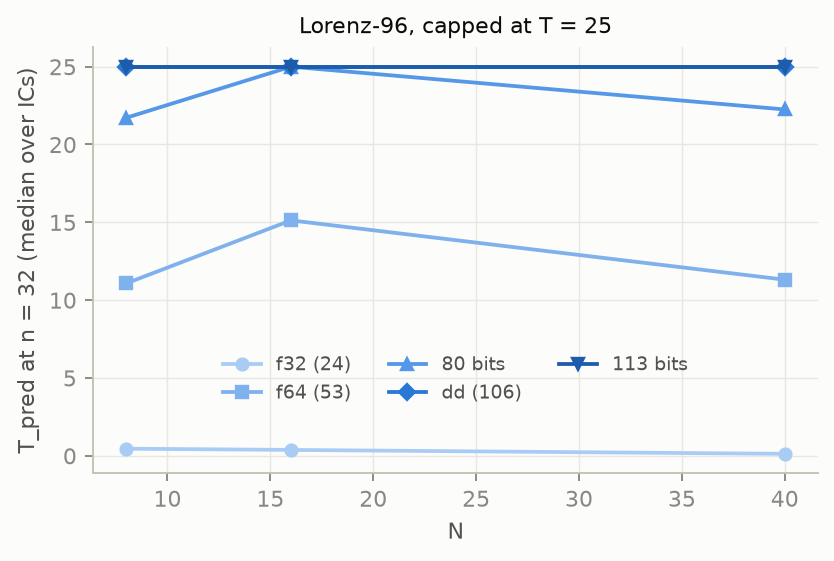 Lorenz-96, capped at T = 25
T_pred at n = 32 (median over ICs)
25
20
15
10
5
0
f32 (24)
80 bits
113 bits
f64 (53)
dd (106)
10
15
20
25
30
35
40
N